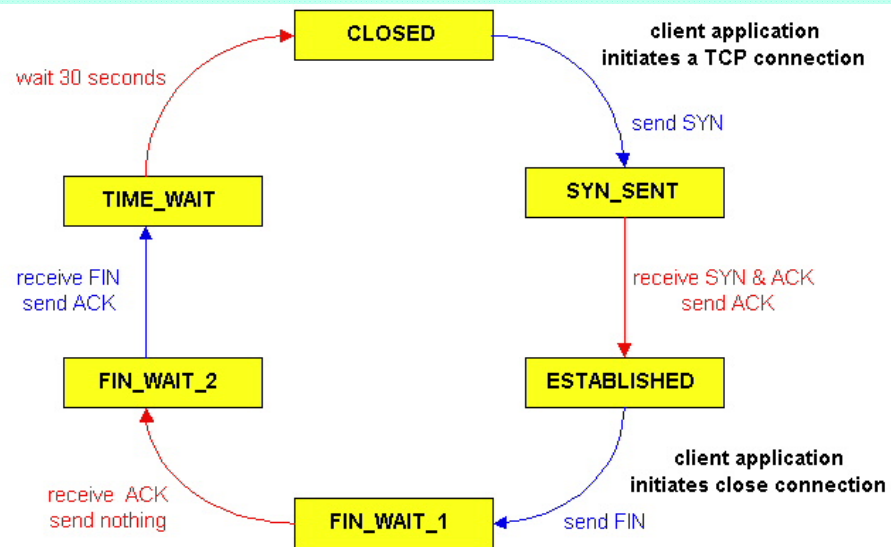 CLOSED
client application
initiates a TCP connection
wait 30 seconds
send SYN
TIME_WAIT
SYN_SENT
receive FIN
send ACK
receive SYN & ACK
send ACK
FIN_WAIT_2
ESTABLISHED
client application
initiates close connection
receive ACK
send nothing
FIN_WAIT_1
send FIN